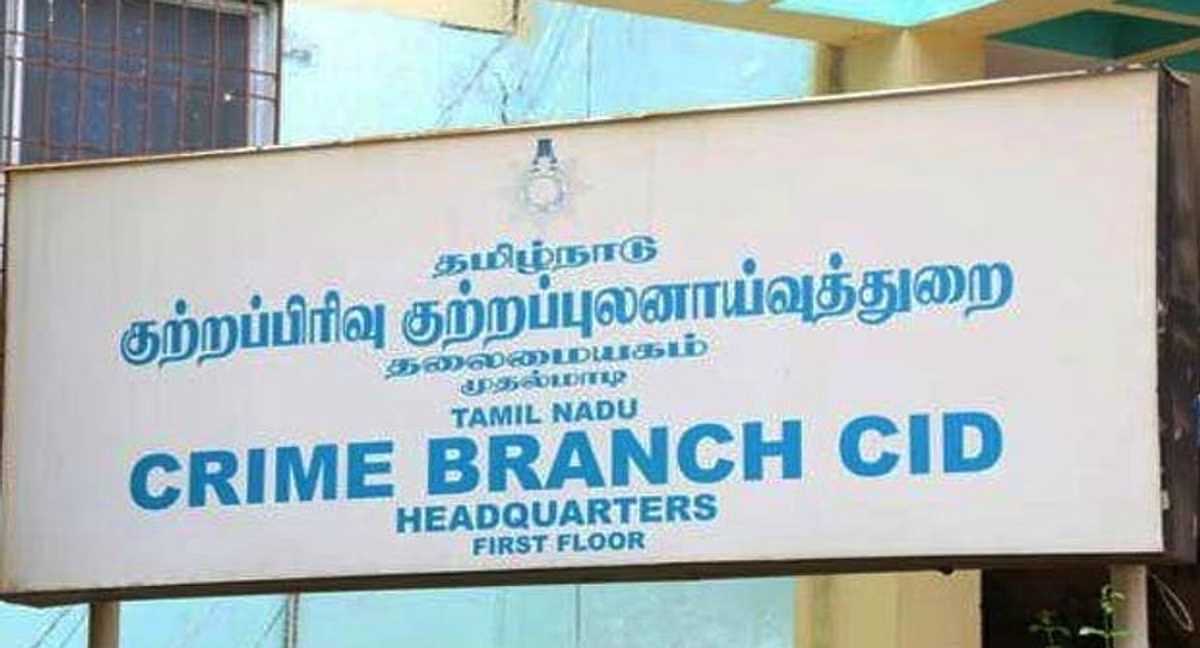 தமிழ்நாடு
குற்றப்பிரிவு குற்றப்புலனாய்வுத்துறை
தலைமையகம்
முதல்மாடி
TAMIL NADU
CRIME BRANCH CID
HEADQUARTERS
FIRST FLOOR